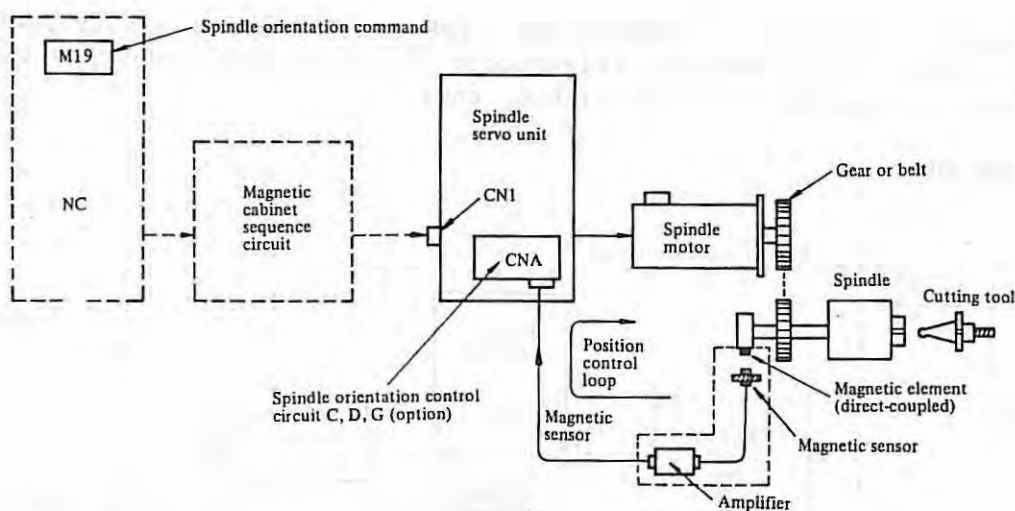 Spindle orientation command
M19
NC
Magnetic
cabinet
sequence
circuit
Spindle
servo unit
CN1
CNA
Spindle
motor
Gear or belt
Spindle
Cutting tool
Position
control
loop
Magnetic element
(direct-coupled)
Magnetic sensor
Spindle orientation control
circuit C, D, G (option)
Magnetic
sensor
Amplifier